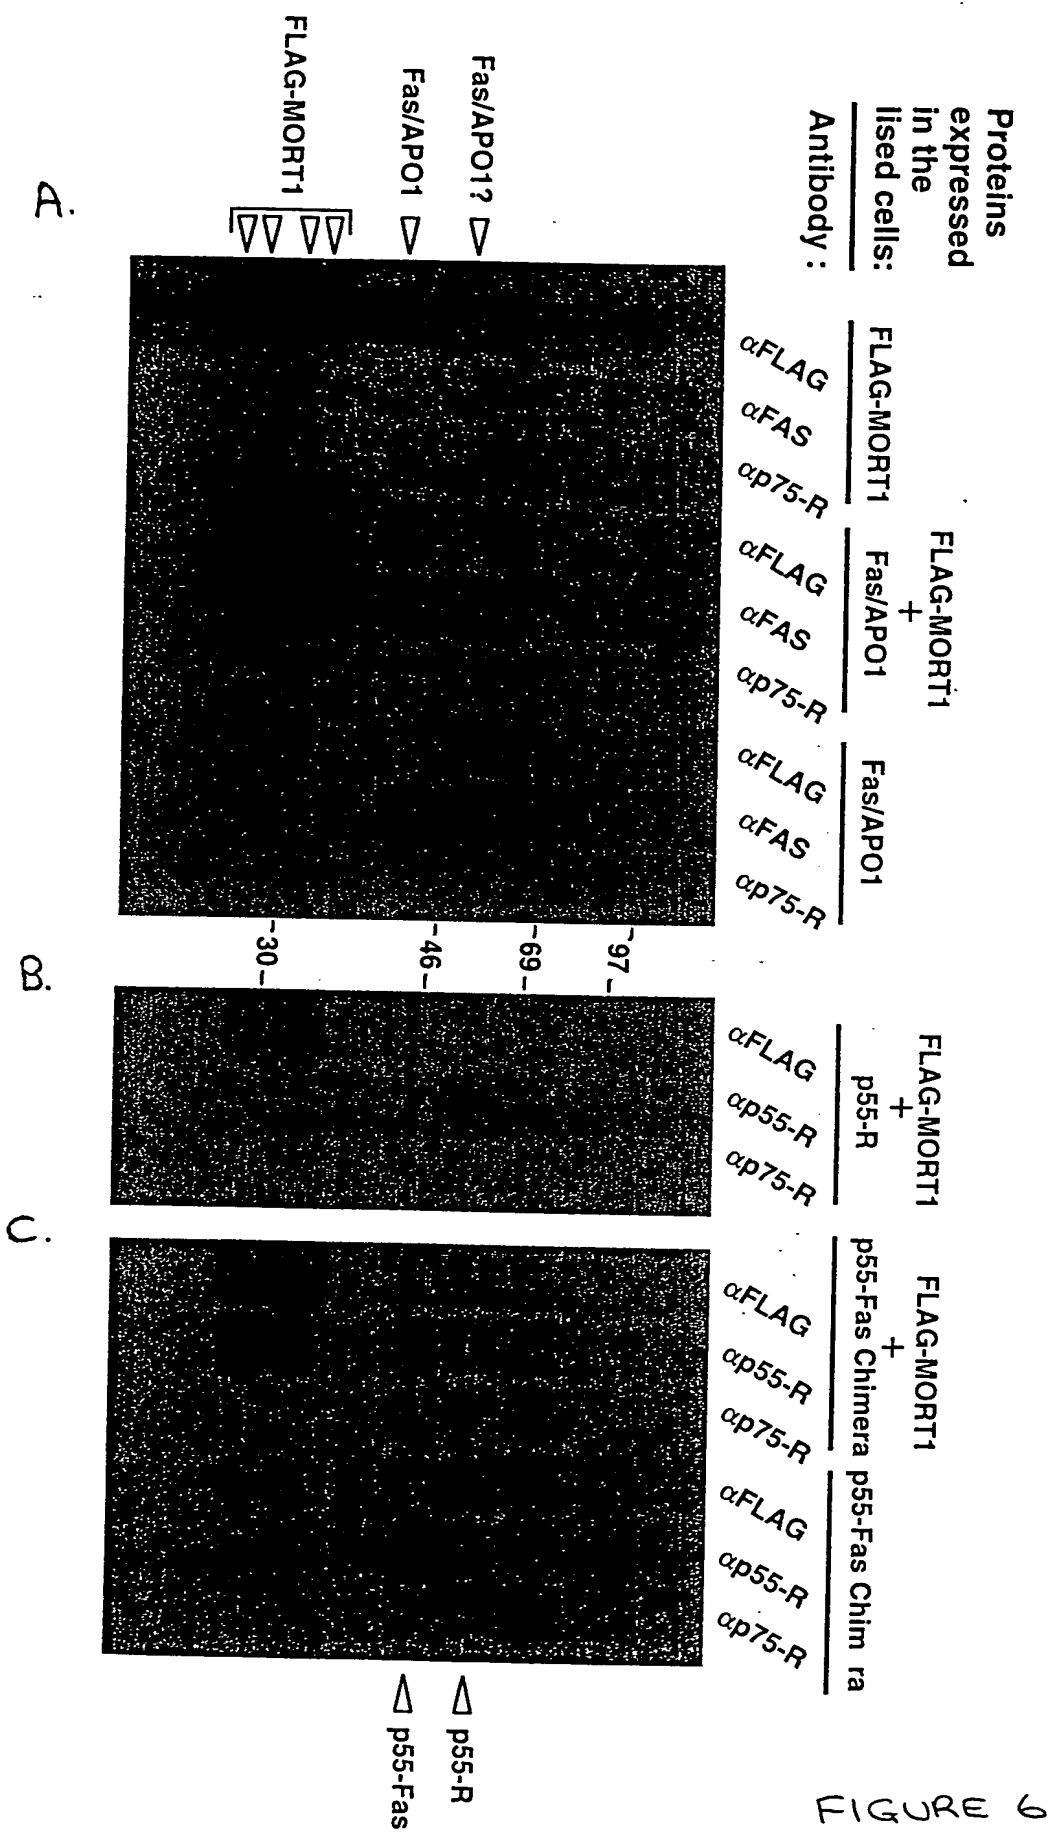 Proteins
expressed
in the
lised cells:
Antibody :
FLAG-MORT1
FLAG-MORT1
+
Fas/APO1
Fas/APO1
FLAG-MORT1
+
p55-R
FLAG-MORT1
+
p55-Fas Chimera
p55-Fas Chim ra
αFLAG
αFAS
αp75-R
αFLAG
αFAS
αp75-R
αFLAG
αFAS
αp75-R
αFLAG
αp55-R
αp75-R
αFLAG
αp55-R
αp75-R
αFLAG
αp55-R
αp75-R
Fas/APO1?
Fas/APO1
FLAG-MORT1
-97-
-69-
-46-
-30-
p55-R
p55-Fas
A.
B.
C.
FIGURE 6